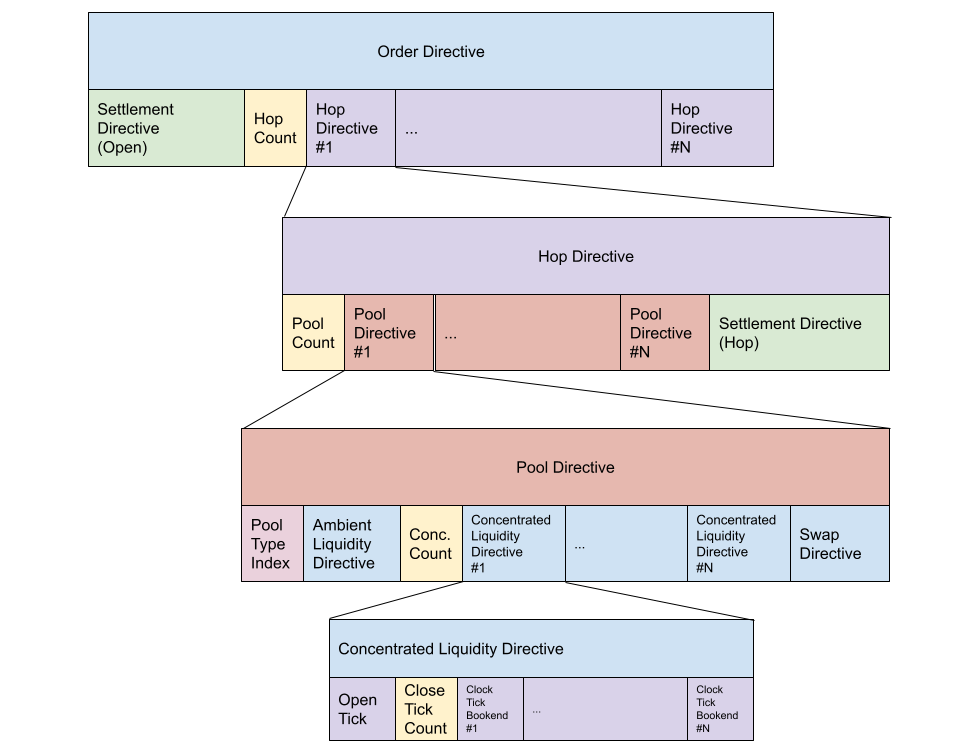 Order Directive
Settlement
Directive
(Open)
Hop
Count
Hop
Directive
#1
...
Hop
Directive
#N
Hop Directive
Pool
Count
Pool
Directive
#1
...
Pool
Directive
#N
Settlement Directive
(Hop)
Pool Directive
Pool
Type
Index
Ambient
Liquidity
Directive
Conc.
Count
Concentrated
Liquidity
Directive
#1
...
Concentrated
Liquidity
Directive
#N
Swap
Directive
Concentrated Liquidity Directive
Open
Tick
Close
Tick
Count
Clock
Tick
Bookend
#1
...
Clock
Tick
Bookend
#N